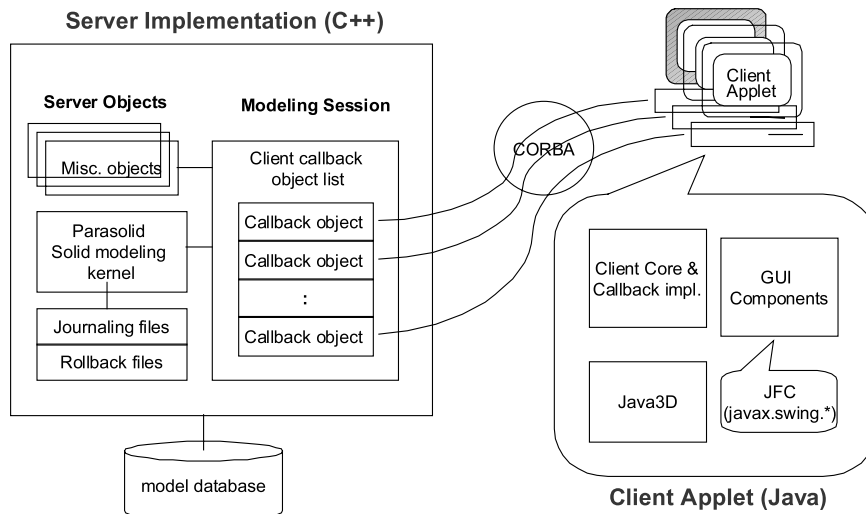 Server Implementation (C++)
Server Objects
Misc. objects
Parasolid
Solid modeling
kernel
Journaling files
Rollback files
Modeling Session
Client callback
object list
Callback object
Callback object
:
Callback object
model database
CORBA
Client
Applet
Client Core &
Callback impl.
GUI
Components
Java3D
JFC
(javax.swing.*)
Client Applet (Java)